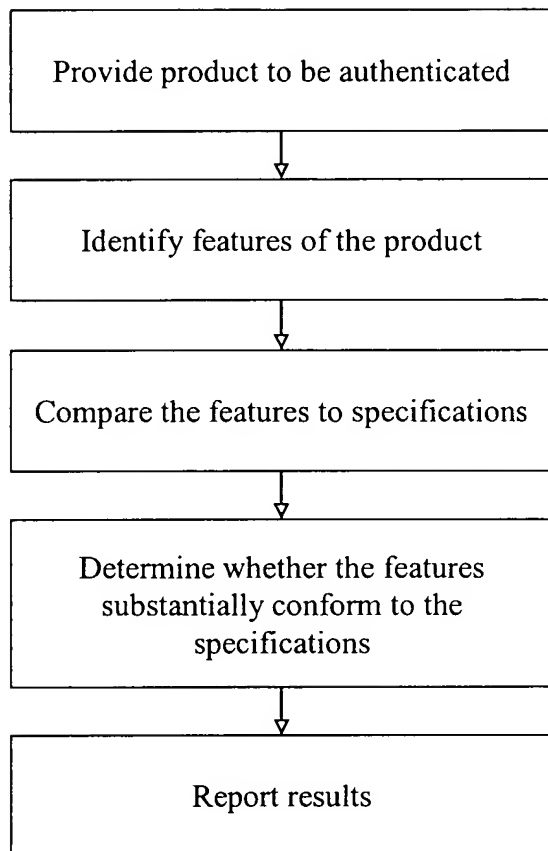 Provide product to be authenticated
Identify features of the product
Compare the features to specifications
Determine whether the features
substantially conform to the
specifications
Report results